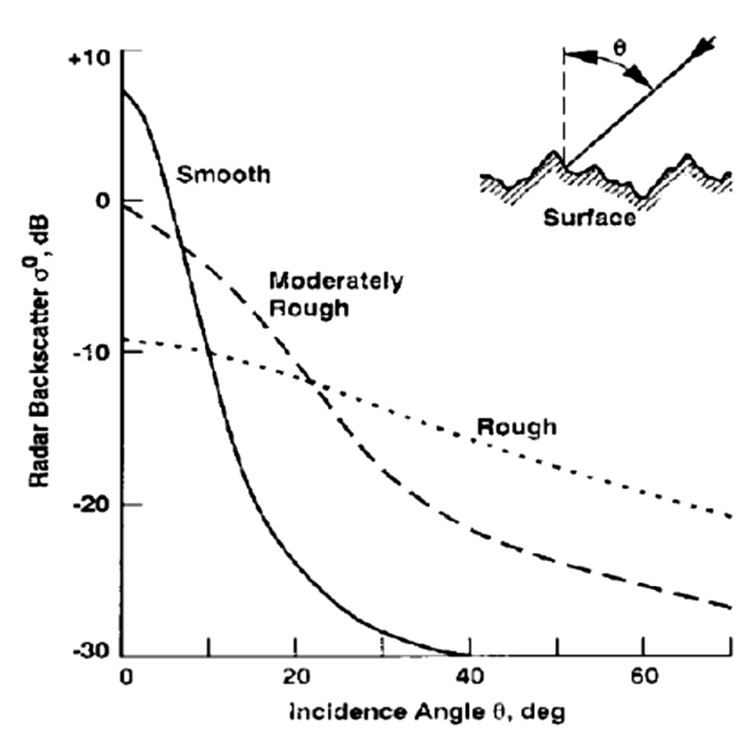 +10
θ
Smooth
0
Surface
Moderately
Rough
Radar Backscatter σ⁰, dB
-10
Rough
-20
-30
0 20 40 60
Incidence Angle θ, deg